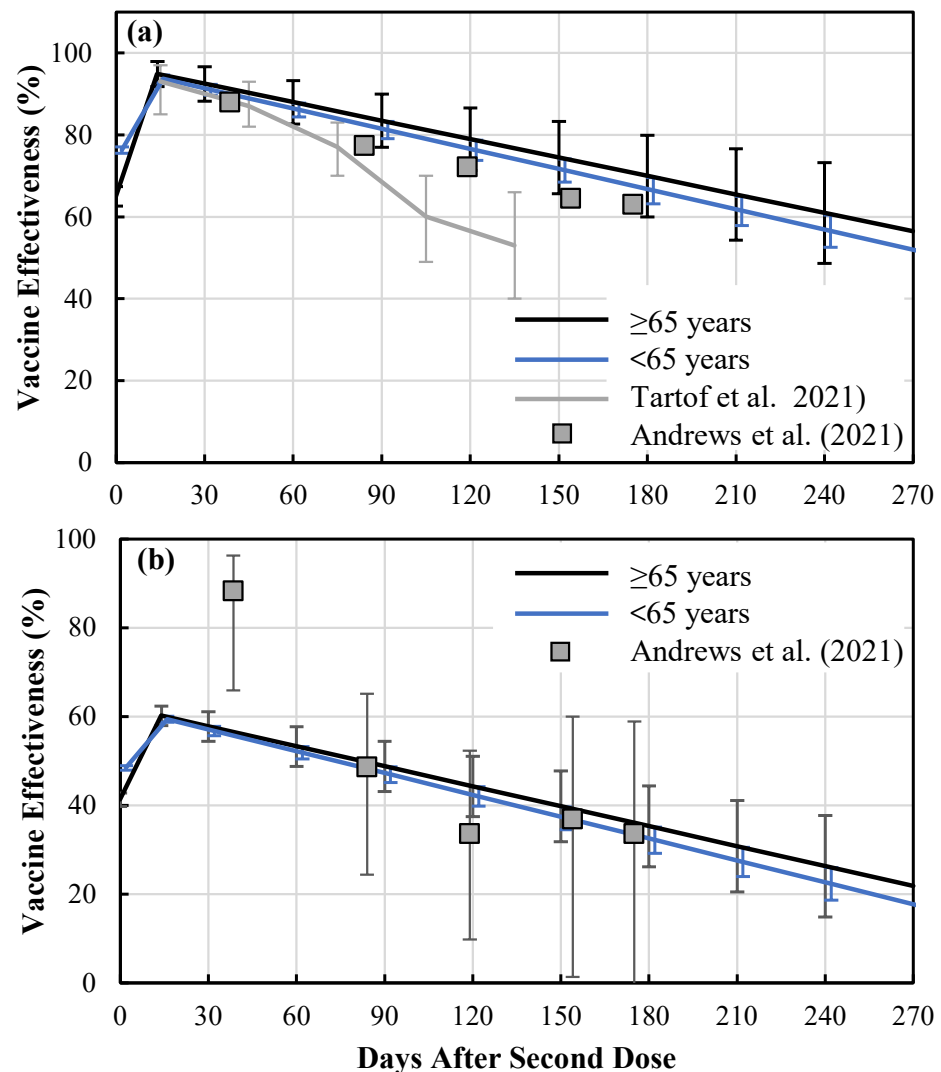 (a)
Vaccine Effectiveness (%)
100
80
60
40
20
0
≥65 years
<65 years
Tartof et al.  2021)
Andrews et al. (2021)
0 30 60 90 120 150 180 210 240 270
(b)
Vaccine Effectiveness (%)
100
80
60
40
20
0
≥65 years
<65 years
Andrews et al. (2021)
0 30 60 90 120 150 180 210 240 270
Days After Second Dose